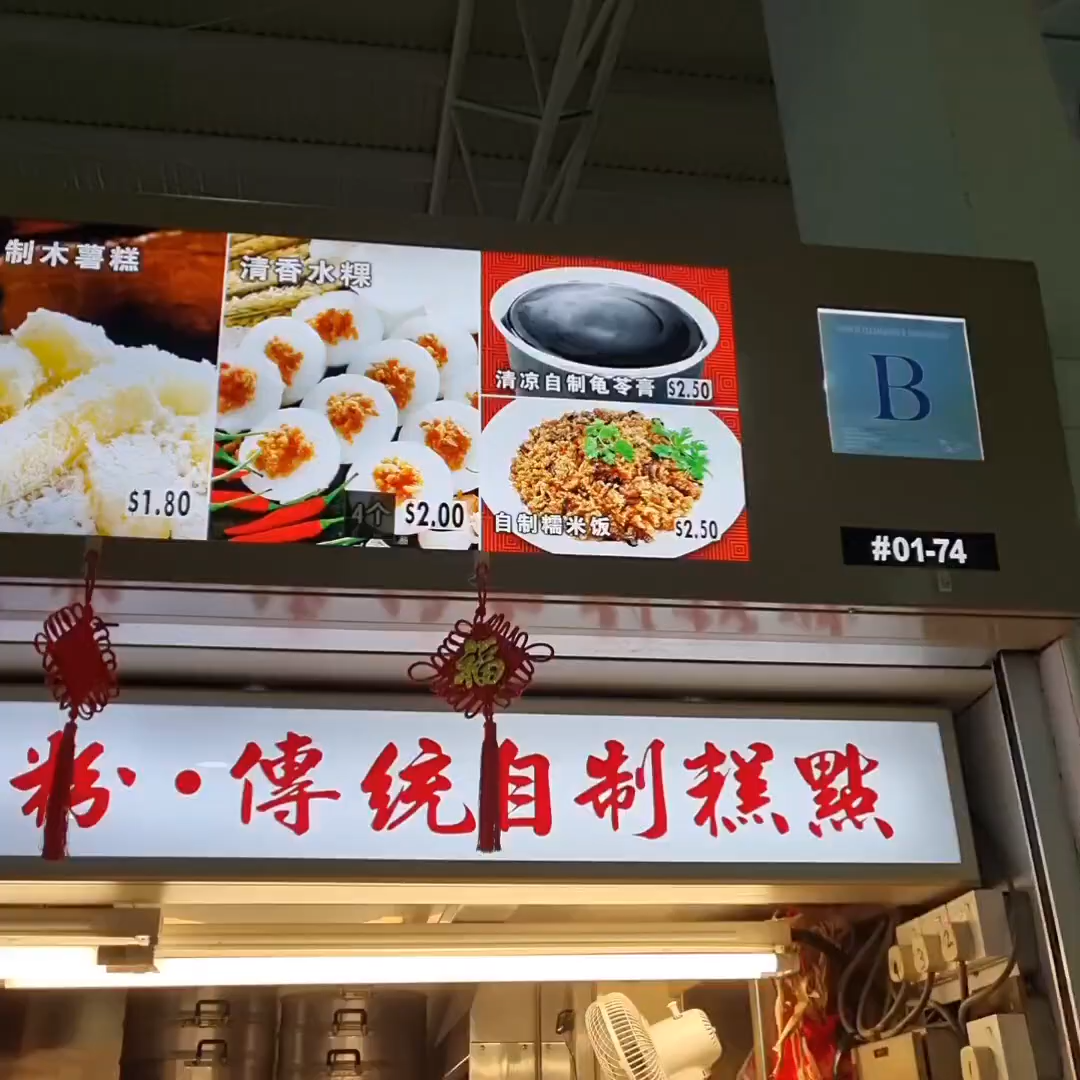 制木薯糕
$1.80
清香水粿
4个 $2.00
清凉自制龟苓膏 $2.50
自制糯米饭 $2.50
B
#01-74
福
粉·傳統自制糕點